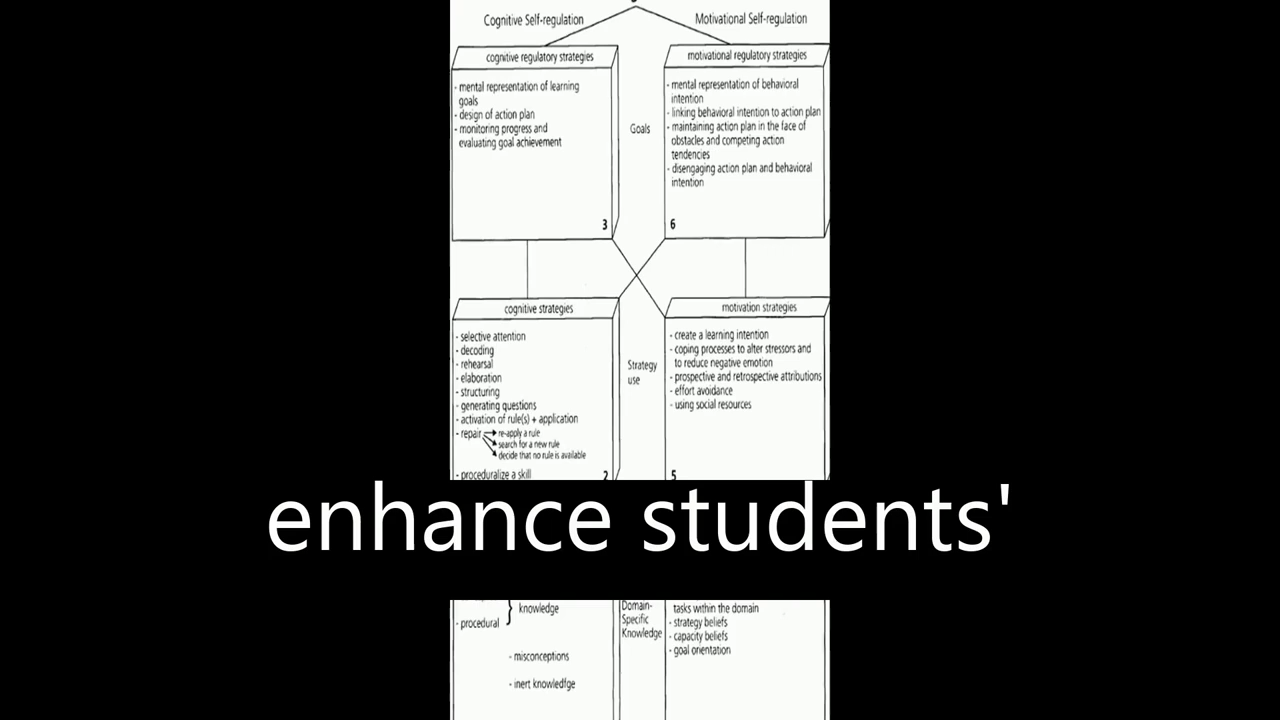 Cognitive Self-regulation
Motivational Self-regulation
cognitive regulatory strategies
- mental representation of learning
goals
- design of action plan
- monitoring progress and
evaluating goal achievement
3
Goals
motivational regulatory strategies
- mental representation of behavioral
intention
- linking behavioral intention to action plan
- maintaining action plan in the face of
obstacles and competing action
tendencies
- disengaging action plan and behavioral
intention
6
cognitive strategies
- selective attention
- decoding
- rehearsal
- elaboration
- structuring
- generating questions
- activation of rule(s) + application
- repair → re-apply a rule
search for a new rule
decide that no rule is available
- proceduralize a skill
2
Strategy
use
motivation strategies
- create a learning intention
- coping processes to alter stressors and
to reduce negative emotion
- prospective and retrospective attributions
- effort avoidance
- using social resources
5
enhance students'
knowledge
- procedural
- misconceptions
- inert knowledfge
Domain-
Specific
Knowledge
tasks within the domain
- strategy beliefs
- capacity beliefs
- goal orientation